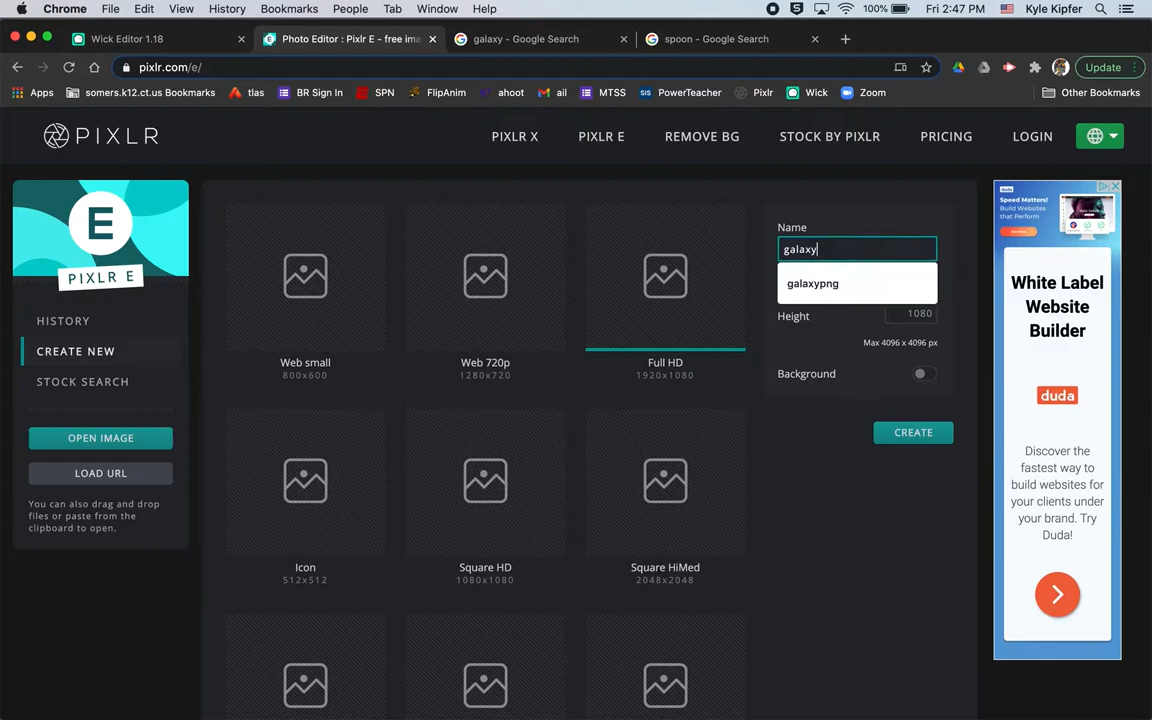 Chrome File Edit View History Bookmarks People Tab Window Help 100% Fri 2:47 PM Kyle Kipfer
Wick Editor 1.18 Photo Editor : Pixlr E - free ima galaxy - Google Search spoon - Google Search
pixlr.com/e/ Update
Apps somers.k12.ct.us Bookmarks tlas BR Sign In SPN FlipAnim ahoot ail MTSS SIS PowerTeacher Pixlr Wick Zoom Other Bookmarks
PIXLR PIXLR X PIXLR E REMOVE BG STOCK BY PIXLR PRICING LOGIN
E
PIXLR E
HISTORY
CREATE NEW
STOCK SEARCH
OPEN IMAGE
LOAD URL
You can also drag and drop
files or paste from the
clipboard to open.
Web small
800x600
Web 720p
1280x720
Full HD
1920x1080
Icon
512x512
Square HD
1080x1080
Square HiMed
2048x2048
Name
galaxy
galaxypng
Height 1080
Max 4096 x 4096 px
Background
CREATE
duda
Speed Matters!
Build Websites
that Perform
White Label
Website
Builder
duda
Discover the
fastest way to
build websites for
your clients under
your brand. Try
Duda!